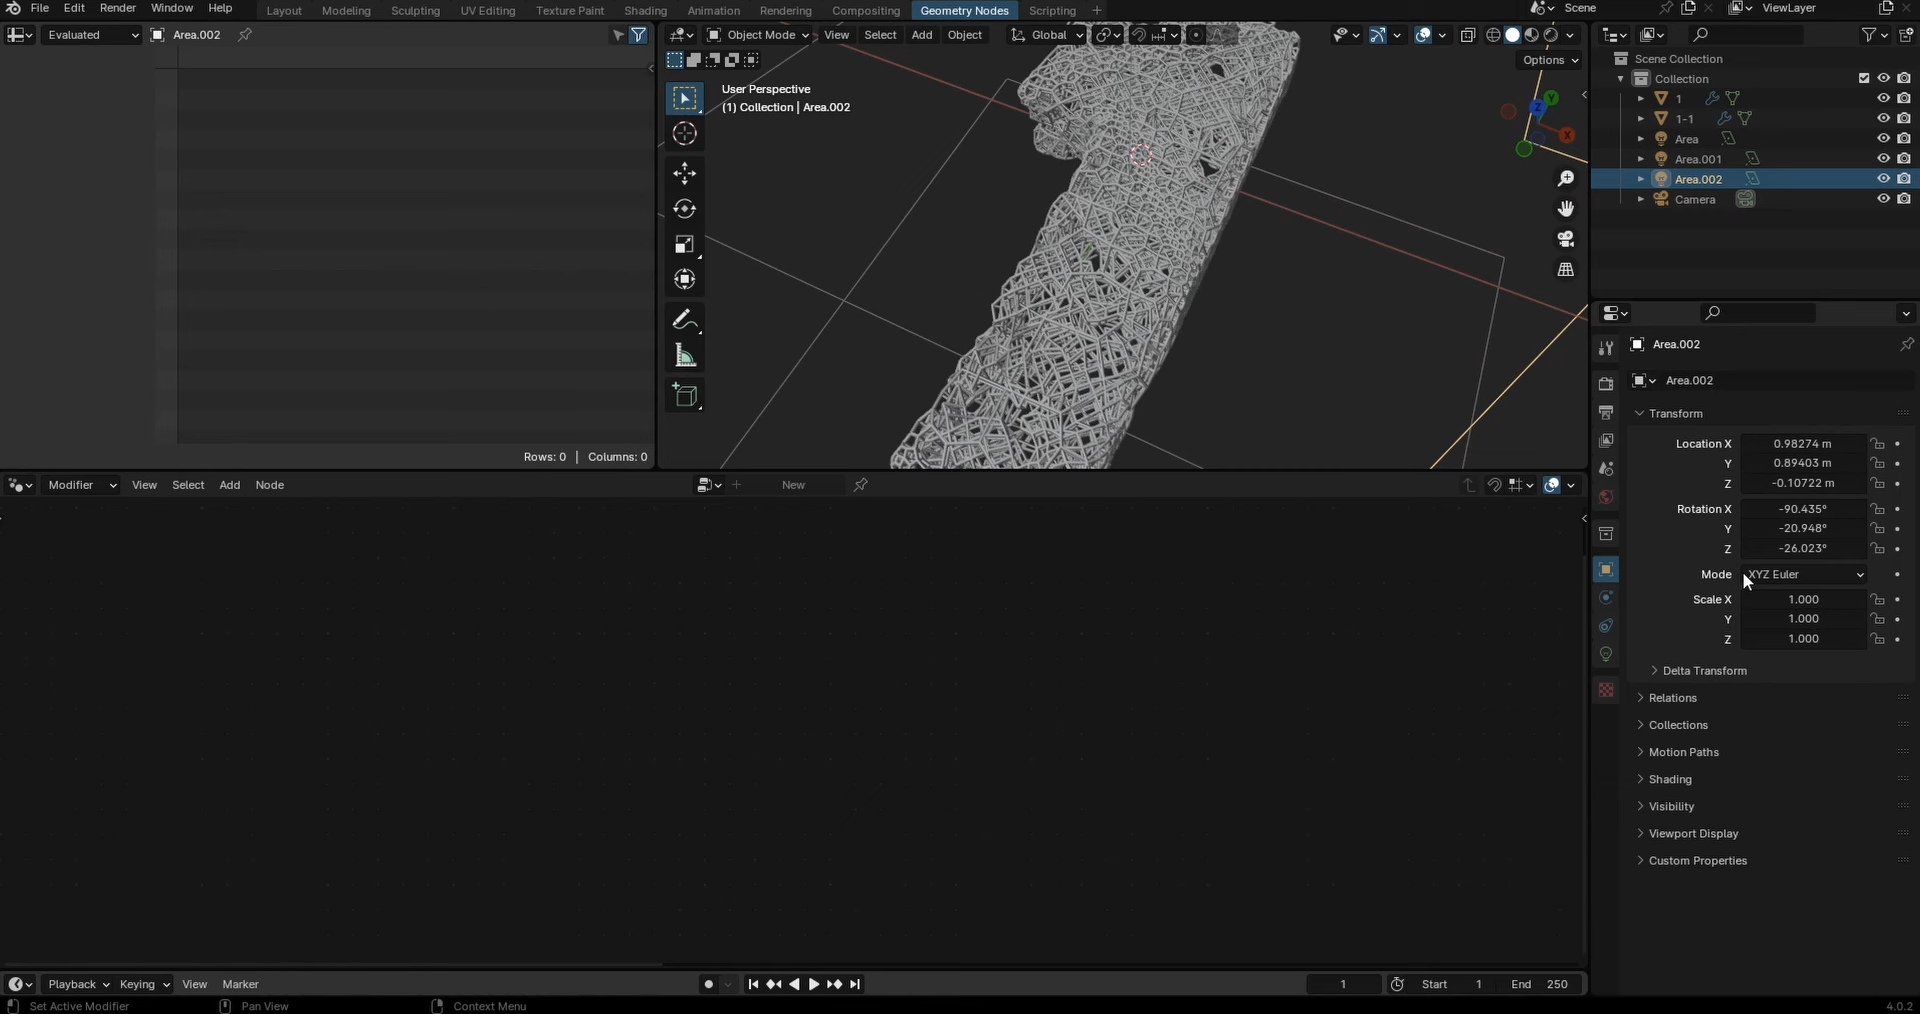 File Edit Render Window Help Layout Modeling Sculpting UV Editing Texture Paint Shading Animation Rendering Compositing Geometry Nodes Scripting + Scene ViewLayer
Evaluated Area.002
Object Mode View Select Add Object Global
Options
User Perspective
(1) Collection | Area.002
Z
Y
X
Rows: 0 | Columns: 0
Scene Collection
Collection
1
1-1
Area
Area.001
Area.002
Camera
Area.002
Area.002
Transform
Location X 0.98274 m
Y 0.89403 m
Z -0.10722 m
Rotation X -90.435°
Y -20.948°
Z -26.023°
Mode XYZ Euler
Scale X 1.000
Y 1.000
Z 1.000
Delta Transform
Relations
Collections
Motion Paths
Shading
Visibility
Viewport Display
Custom Properties
Modifier View Select Add Node New
Playback Keying View Marker 1 Start 1 End 250
Set Active Modifier Pan View Context Menu 4.0.2